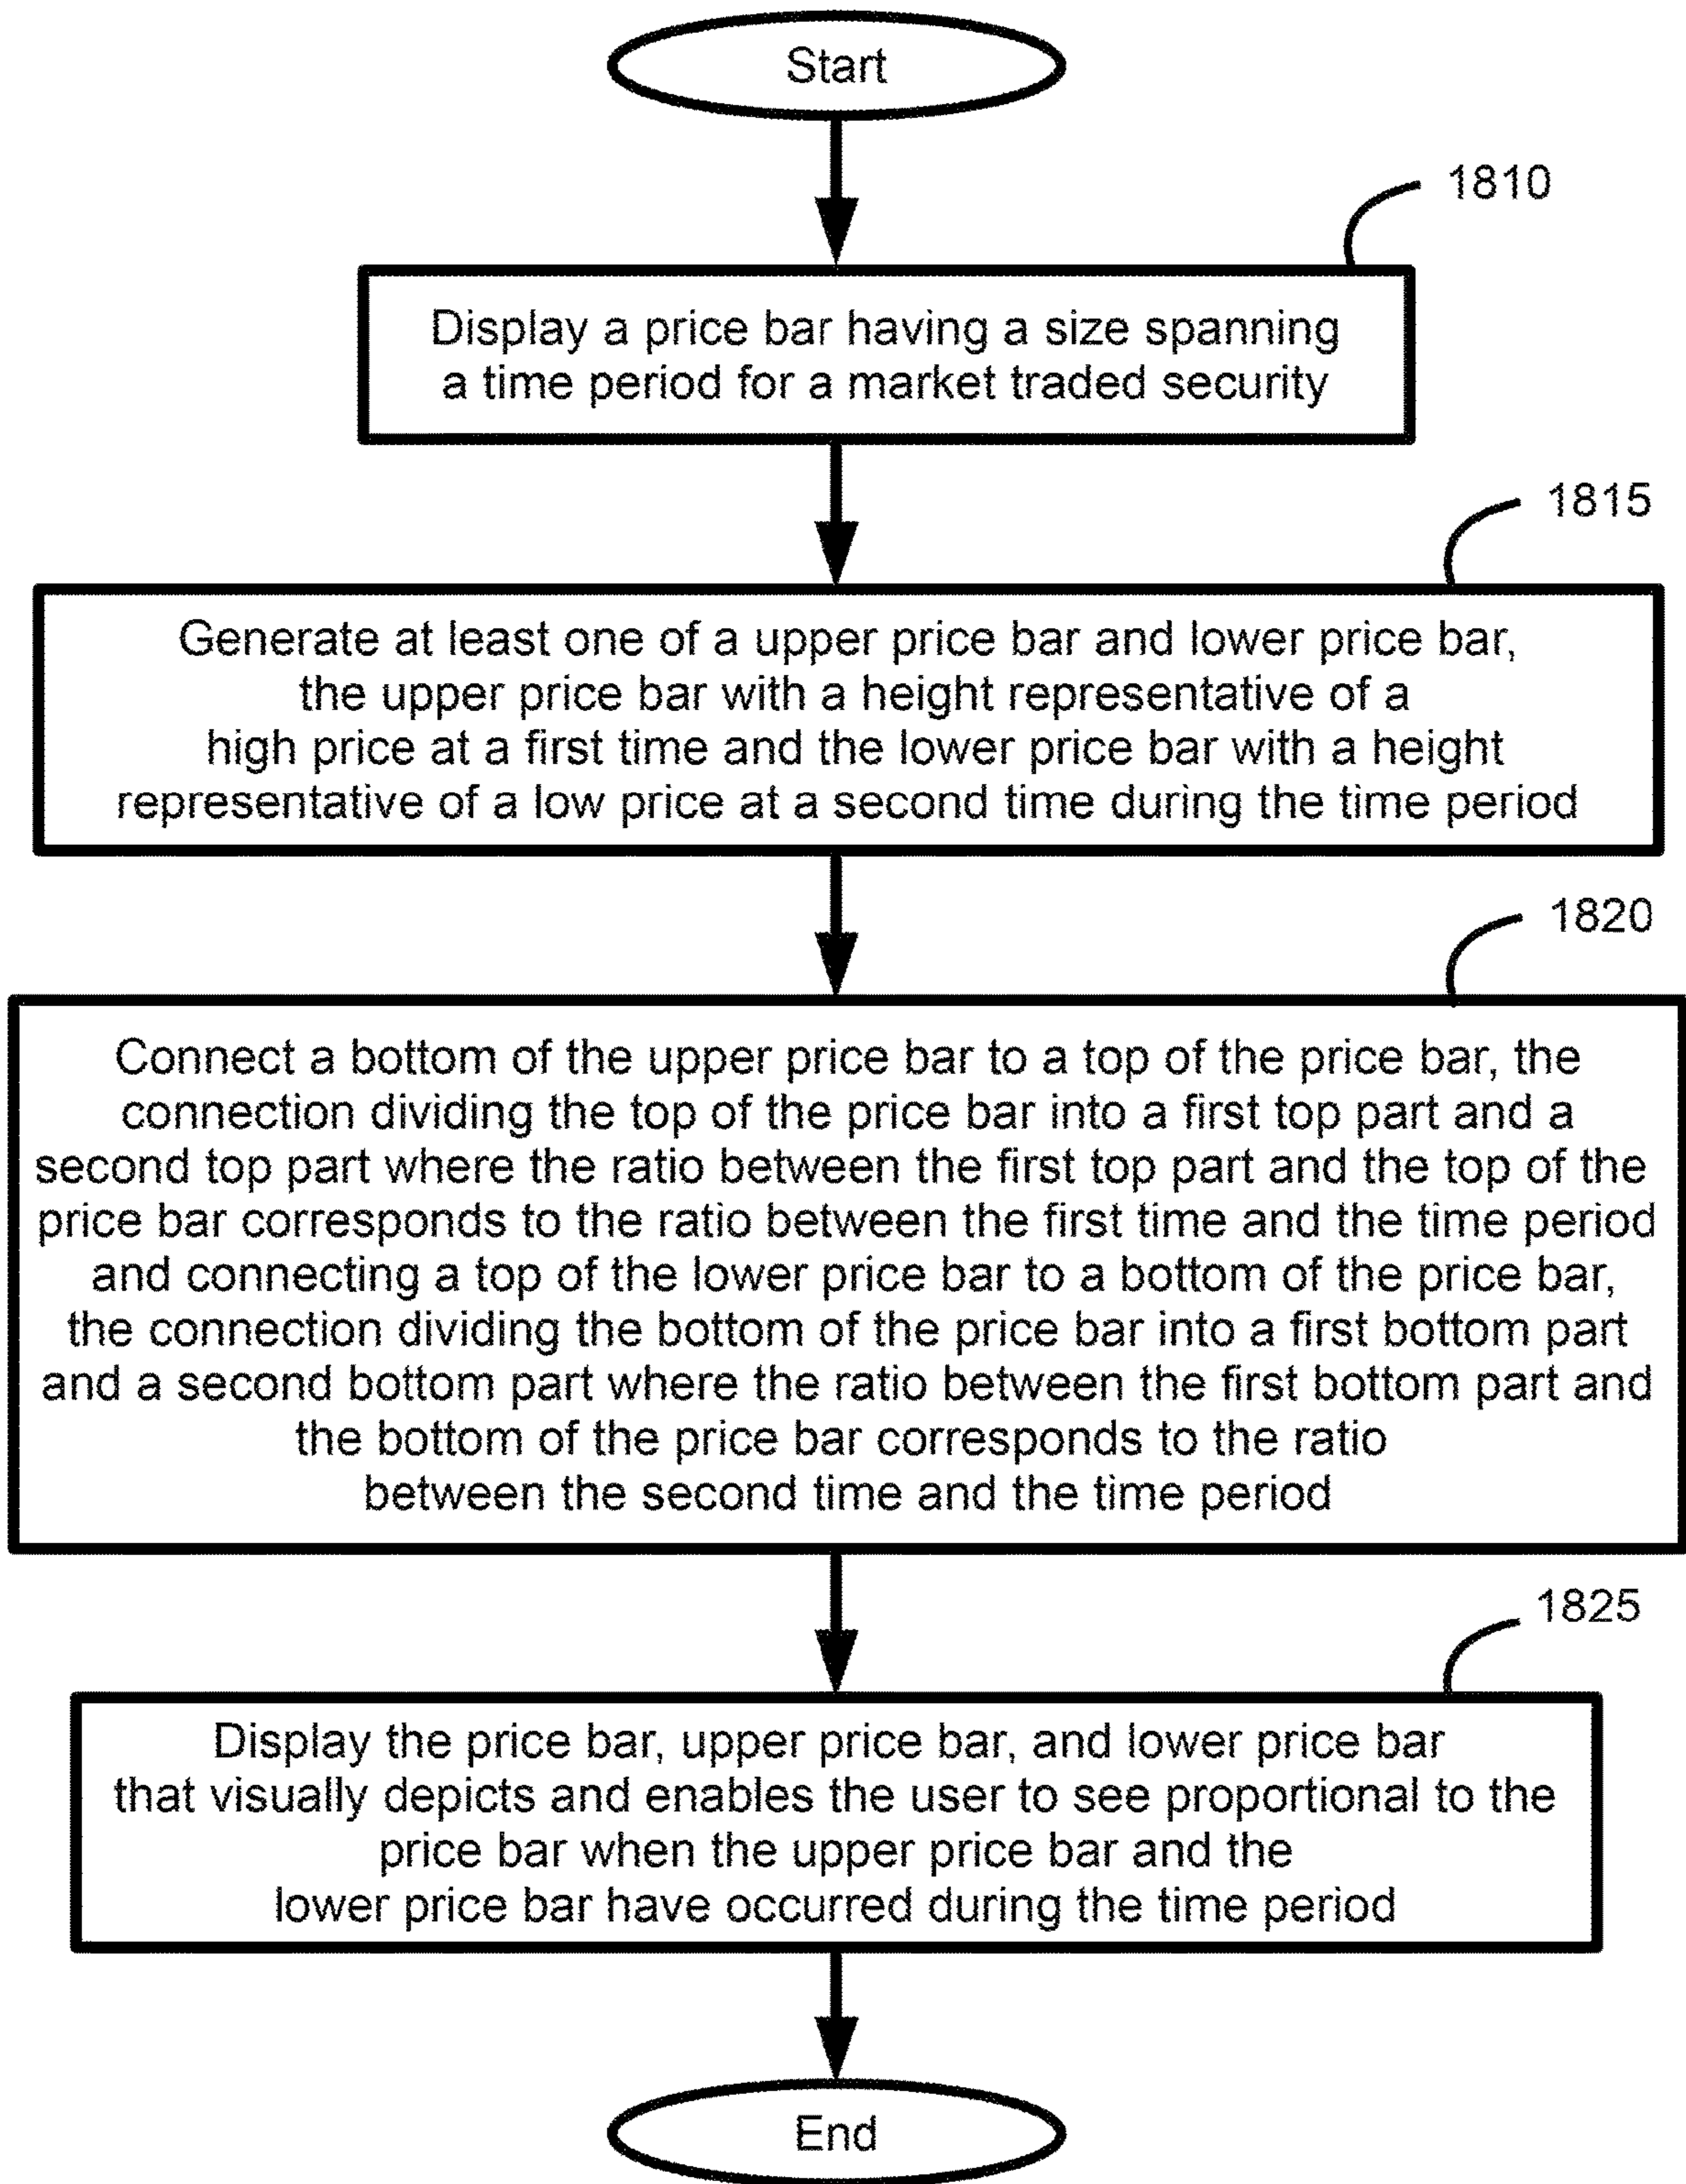 Start
1810
Display a price bar having a size spanning
a time period for a market traded security
1815
Generate at least one of a upper price bar and lower price bar,
the upper price bar with a height representative of a
high price at a first time and the lower price bar with a height
representative of a low price at a second time during the time period
1820
Connect a bottom of the upper price bar to a top of the price bar, the
connection dividing the top of the price bar into a first top part and a
second top part where the ratio between the first top part and the top of the
price bar corresponds to the ratio between the first time and the time period
and connecting a top of the lower price bar to a bottom of the price bar,
the connection dividing the bottom of the price bar into a first bottom part
and a second bottom part where the ratio between the first bottom part and
the bottom of the price bar corresponds to the ratio
between the second time and the time period
1825
Display the price bar, upper price bar, and lower price bar
that visually depicts and enables the user to see proportional to the
price bar when the upper price bar and the
lower price bar have occurred during the time period
End